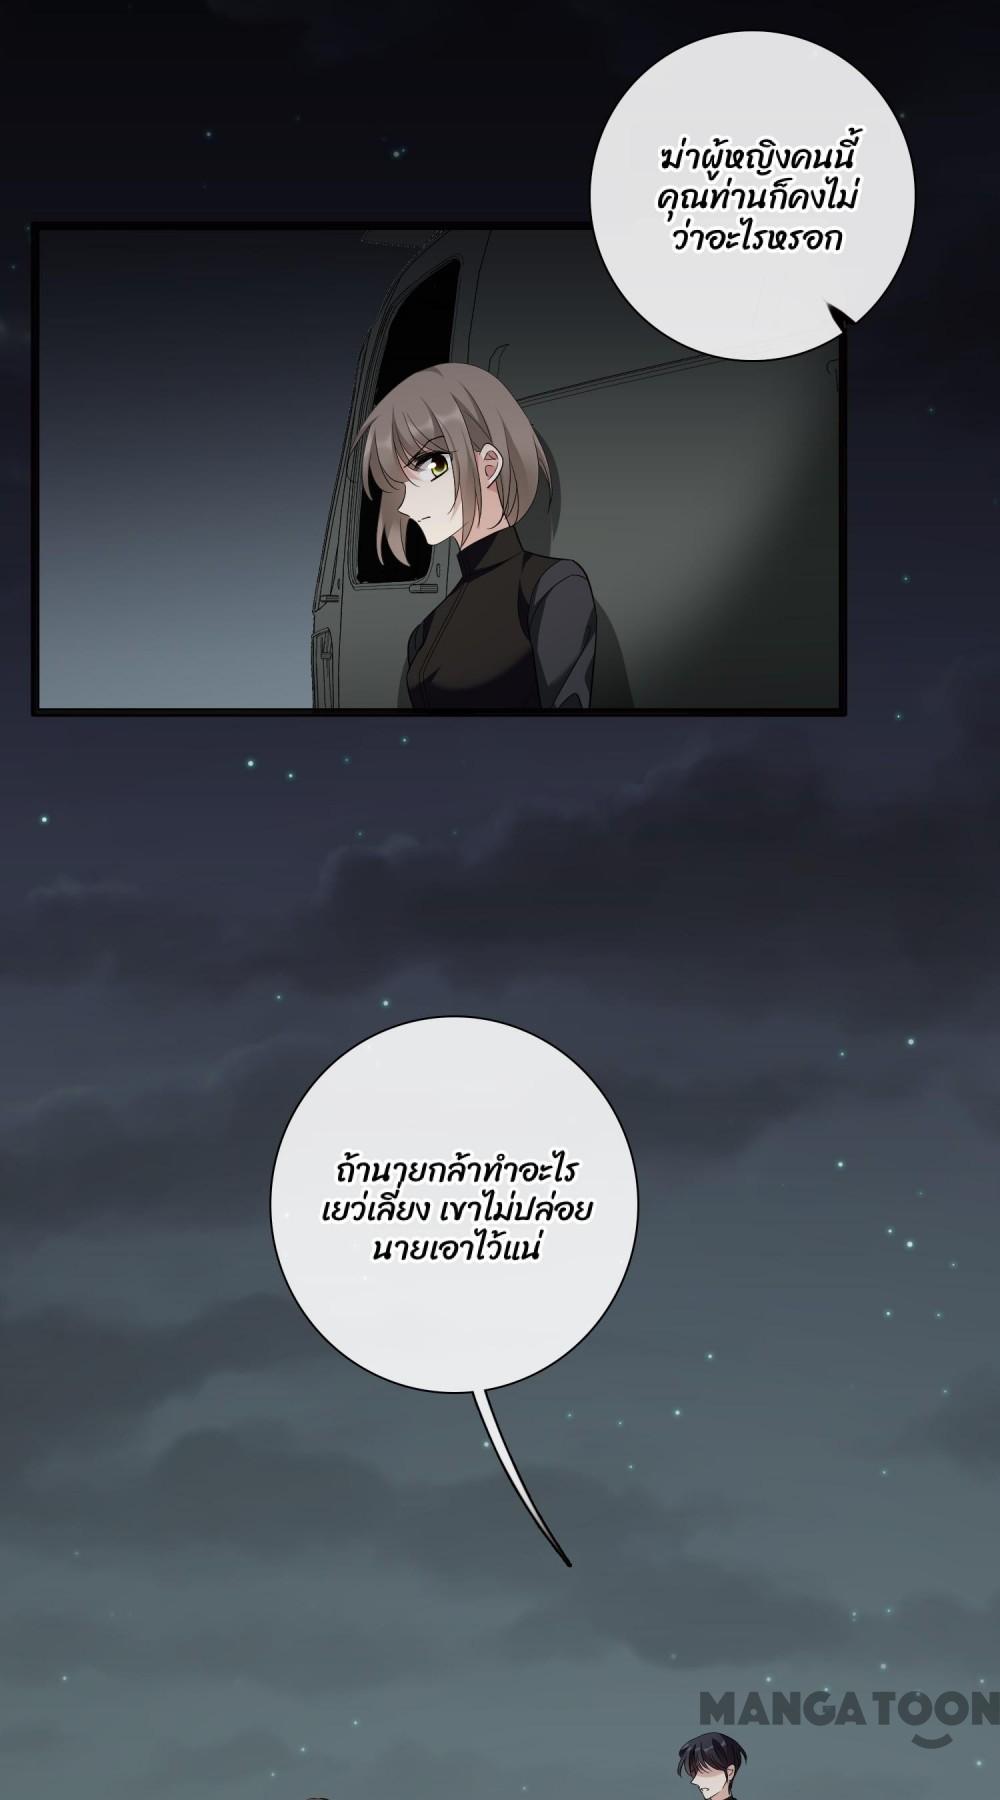 ฆ่าผู้หญิงคนนี้
คุณท่านก็คงไม่
ว่าอะไรหรอก
ถ้านายกล้าทำอะไร
เยว่เลี่ยง เขาไม่ปล่อย
นายเอาไว้แน่
MANGATOON